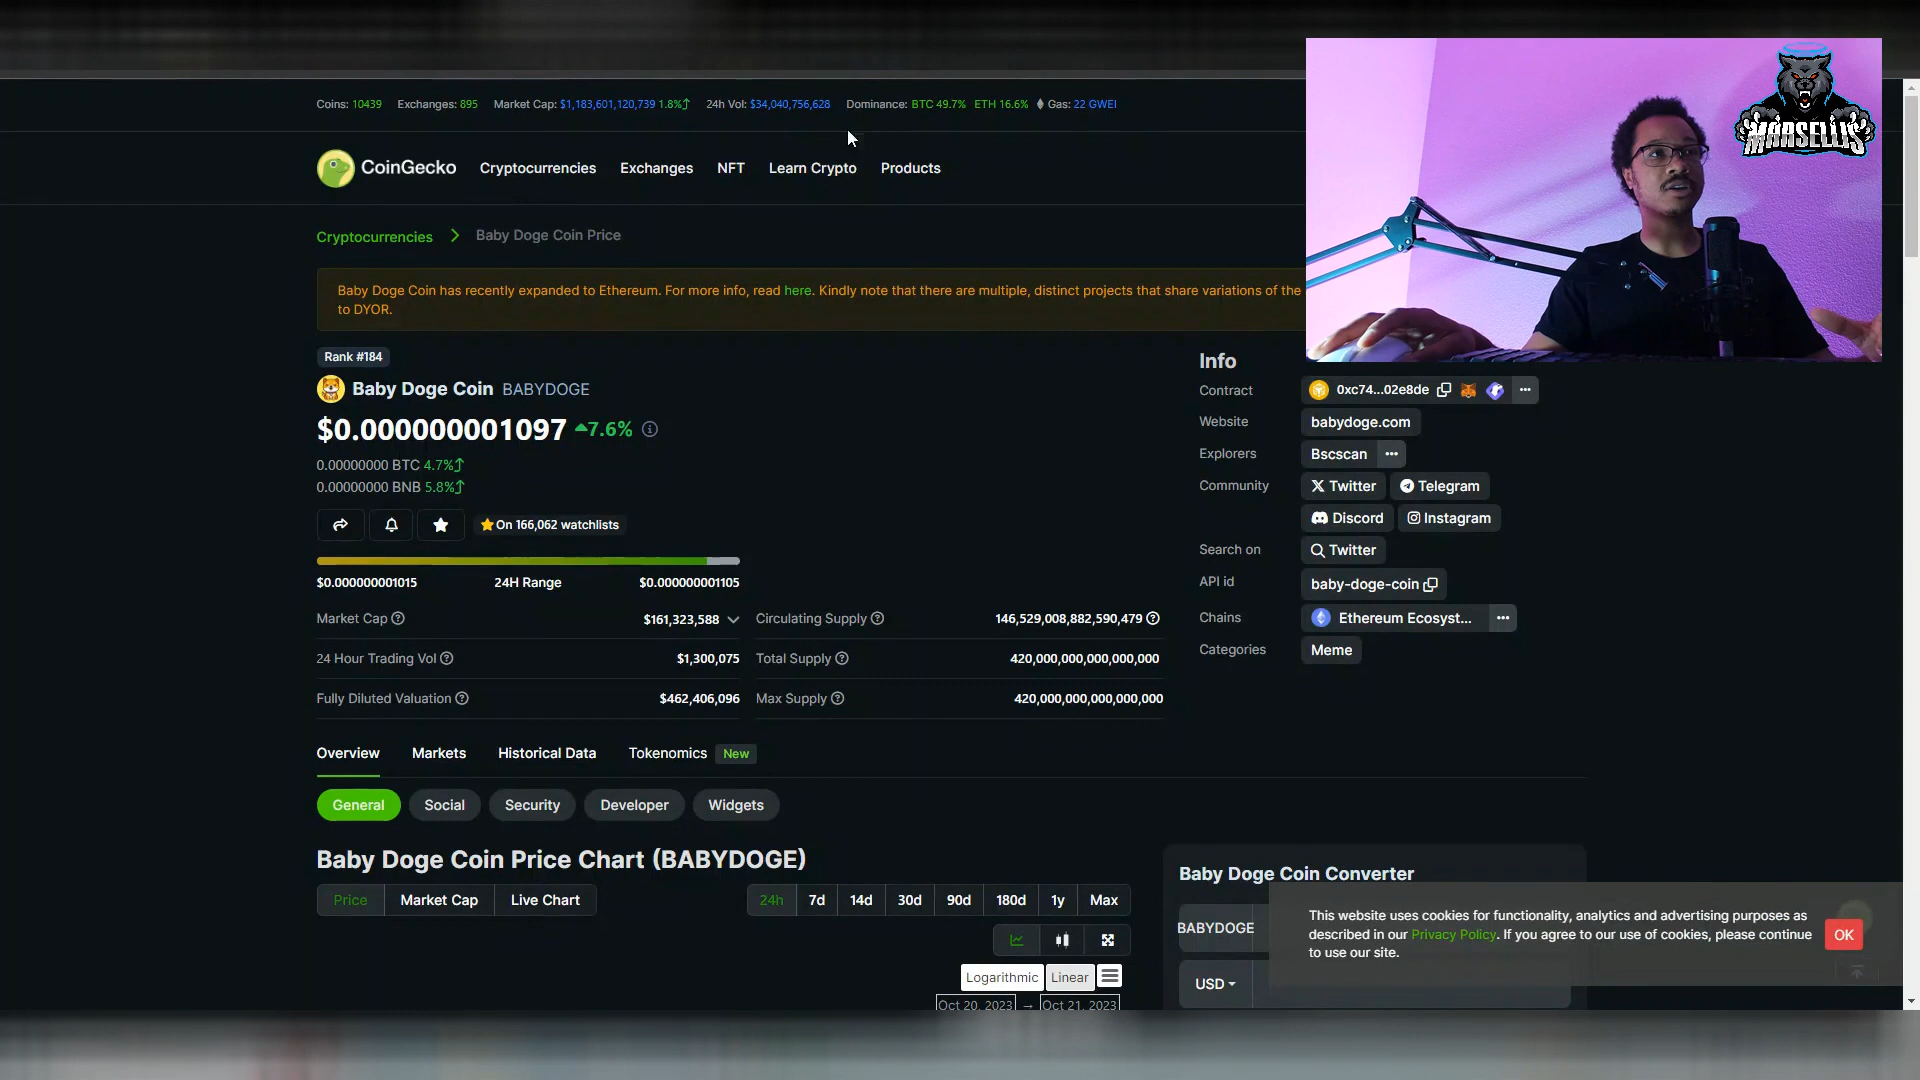 Coins: 10439 Exchanges: 895 Market Cap: $1,183,601,120,739 1.8% 24h Vol: $34,040,756,628 Dominance: BTC 49.7% ETH 16.6% Gas: 22 GWEI
MARSELLIS
CoinGecko Cryptocurrencies Exchanges NFT Learn Crypto Products
Cryptocurrencies > Baby Doge Coin Price
Baby Doge Coin has recently expanded to Ethereum. For more info, read here. Kindly note that there are multiple, distinct projects that share variations of the
to DYOR.
Rank #184
Baby Doge Coin BABYDOGE
$0.000000001097 7.6%
0.00000000 BTC 4.7%
0.00000000 BNB 5.8%
On 166,062 watchlists
$0.000000001015 24H Range $0.000000001105
Market Cap $161,323,588
24 Hour Trading Vol $1,300,075
Fully Diluted Valuation $462,406,096
Circulating Supply 146,529,008,882,590,479
Total Supply 420,000,000,000,000,000
Max Supply 420,000,000,000,000,000
Info
Contract 0xc74...02e8de
Website babydoge.com
Explorers Bscscan
Community X Twitter Telegram
Discord Instagram
Search on Twitter
API id baby-doge-coin
Chains Ethereum Ecosyst...
Categories Meme
Overview Markets Historical Data Tokenomics New
General Social Security Developer Widgets
Baby Doge Coin Price Chart (BABYDOGE)
Price Market Cap Live Chart 24h 7d 14d 30d 90d 180d 1y Max
Logarithmic Linear
Oct 20, 2023 → Oct 21, 2023
Baby Doge Coin Converter
BABYDOGE
USD
This website uses cookies for functionality, analytics and advertising purposes as
described in our Privacy Policy. If you agree to our use of cookies, please continue
to use our site.
OK